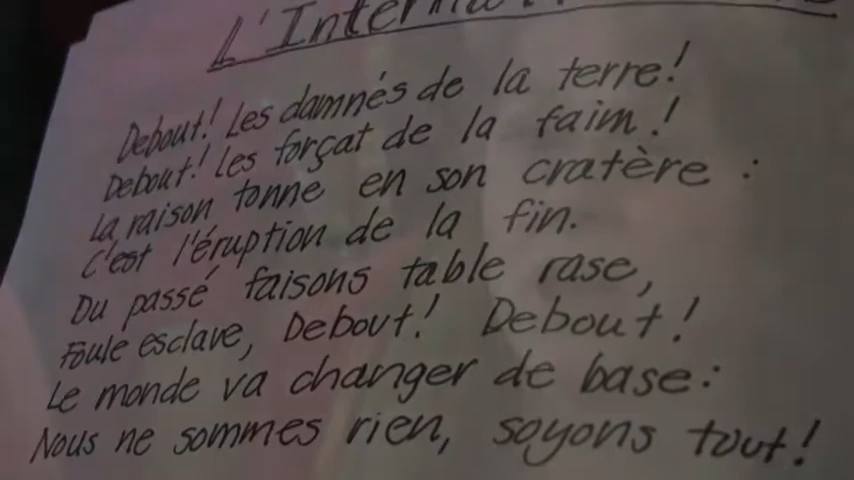 Debout! Les damnés de la terre!
Debout! Les forçat de la faim!
La raison tonne en son cratère :
C'est l'éruption de la fin.
Du passé faisons table rase,
Foule esclave, Debout! Debout!
Le monde va changer de base:
Nous ne sommes rien, soyons tout!